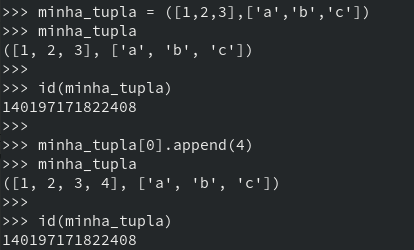 >>> minha_tupla = ([1,2,3],['a','b','c'])
>>> minha_tupla
([1, 2, 3], ['a', 'b', 'c'])
>>>
>>> id(minha_tupla)
140197171822408
>>>
>>> minha_tupla[0].append(4)
>>> minha_tupla
([1, 2, 3, 4], ['a', 'b', 'c'])
>>>
>>> id(minha_tupla)
140197171822408